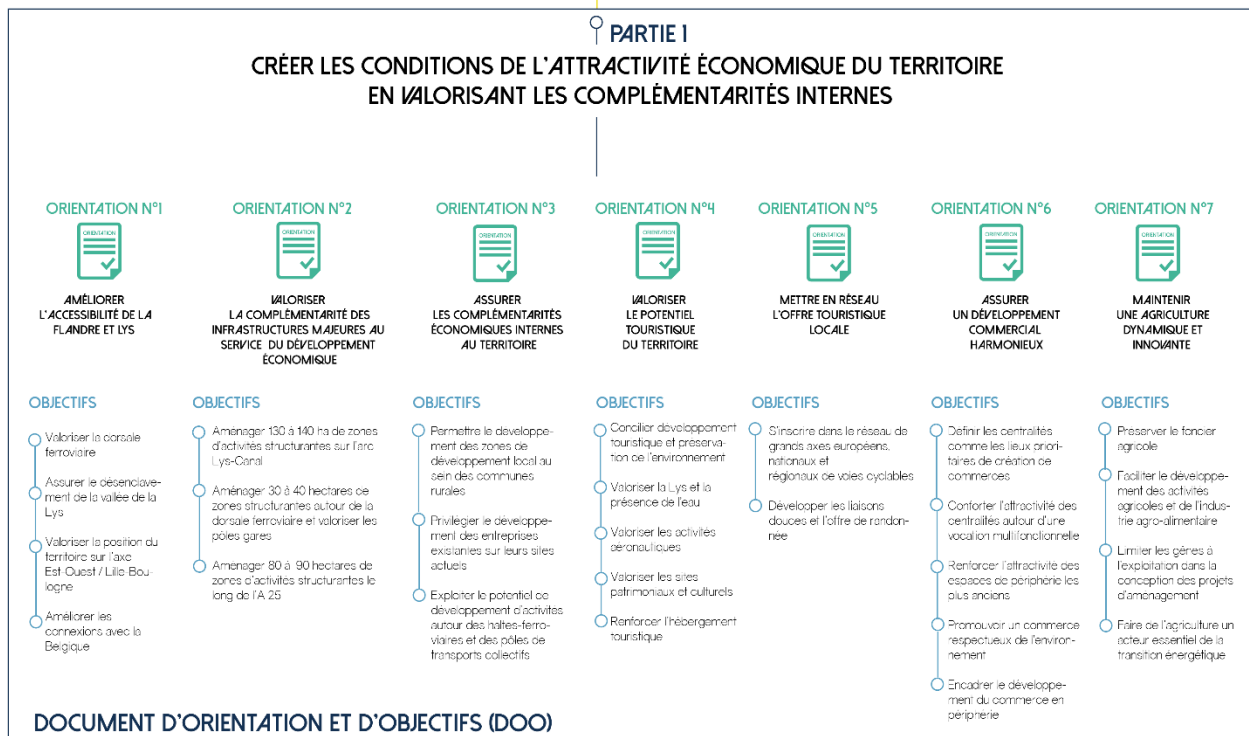 PARTIE 1
CRÉER LES CONDITIONS DE L'ATTRACTIVITÉ ÉCONOMIQUE DU TERRITOIRE
EN VALORISANT LES COMPLÉMENTARITÉS INTERNES
ORIENTATION N°1
ORIENTATION
AMÉLIORER
L'ACCESSIBILITÉ DE LA
FLANDRE ET LYS
OBJECTIFS
Valoriser la dorsale
ferroviaire
Assurer le désenclave-
ment de la vallée de la
Lys
Valoriser la position du
territoire sur l'axe
Est-Ouest / Lille-Bou-
logne
Améliorer les
connexions avec la
Belgique
ORIENTATION N°2
ORIENTATION
VALORISER
LA COMPLÉMENTARITÉ DES
INFRASTRUCTURES MAJEURES AU
SERVICE DU DÉVELOPPEMENT
ÉCONOMIQUE
OBJECTIFS
Aménager 130 à 140 ha de zones
d'activités structurantes sur l'arc
Lys-Canal
Aménager 30 à 40 hectares de
zones structurantes autour de la
dorsale ferroviaire et valoriser les
pôles gares
Aménager 80 à 90 hectares de
zones d'activités structurantes le
long de l'A 25
ORIENTATION N°3
ORIENTATION
ASSURER
LES COMPLÉMENTARITÉS
ÉCONOMIQUES INTERNES
AU TERRITOIRE
OBJECTIFS
Permettre le développe-
ment des zones de
développement local au
sein des communes
rurales
Privilégier le développe-
ment des entreprises
existantes sur leurs sites
actuels
Exploiter le potentiel de
développement d'activités
autour des haltes-ferro-
viaires et des pôles de
transports collectifs
ORIENTATION N°4
ORIENTATION
VALORISER
LE POTENTIEL
TOURISTIQUE
DU TERRITOIRE
OBJECTIFS
Concilier développement
touristique et préserva-
tion de l'environnement
Valoriser la Lys et la
présence de l'eau
Valoriser les activités
aéronautiques
Valoriser les sites
patrimoniaux et culturels
Renforcer l'hébergement
touristique
ORIENTATION N°5
ORIENTATION
METTRE EN RÉSEAU
L'OFFRE TOURISTIQUE
LOCALE
OBJECTIFS
S'inscrire dans le réseau de
grands axes européens,
nationaux et
régionaux de voies cyclables
Développer les liaisons
douces et l'offre de randon-
née
ORIENTATION N°6
ORIENTATION
ASSURER
UN DÉVELOPPEMENT
COMMERCIAL
HARMONIEUX
OBJECTIFS
Définir les centralités
comme les lieux priori-
taires de création de
commerces
Conforter l'attractivité des
centralités autour d'une
vocation multifonctionnelle
Renforcer l'attractivité des
espaces de périphérie les
plus anciens
Promouvoir un commerce
respectueux de l'environ-
nement
Encadrer le développe-
ment du commerce en
périphérie
ORIENTATION N°7
ORIENTATION
MAINTENIR
UNE AGRICULTURE
DYNAMIQUE ET
INNOVANTE
OBJECTIFS
Préserver le foncier
agricole
Faciliter le développe-
ment des activités
agricoles et de l'indus-
trie agro-alimentaire
Limiter les gênes à
l'exploitation dans la
conception des projets
d'aménagement
Faire de l'agriculture un
acteur essentiel de la
transition énergétique
DOCUMENT D'ORIENTATION ET D'OBJECTIFS (DOO)